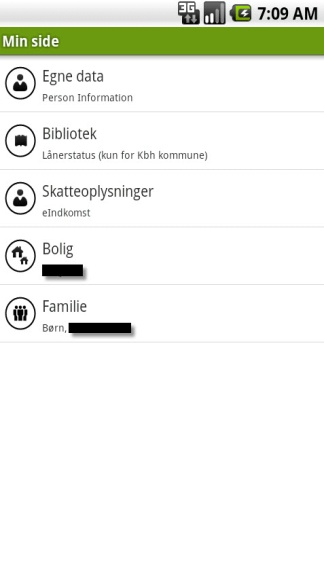 3G 7:09 AM
Min side
Egne data
Person Information
Bibliotek
Lånerstatus (kun for Kbh kommune)
Skatteoplysninger
eIndkomst
Bolig
Familie
Børn,